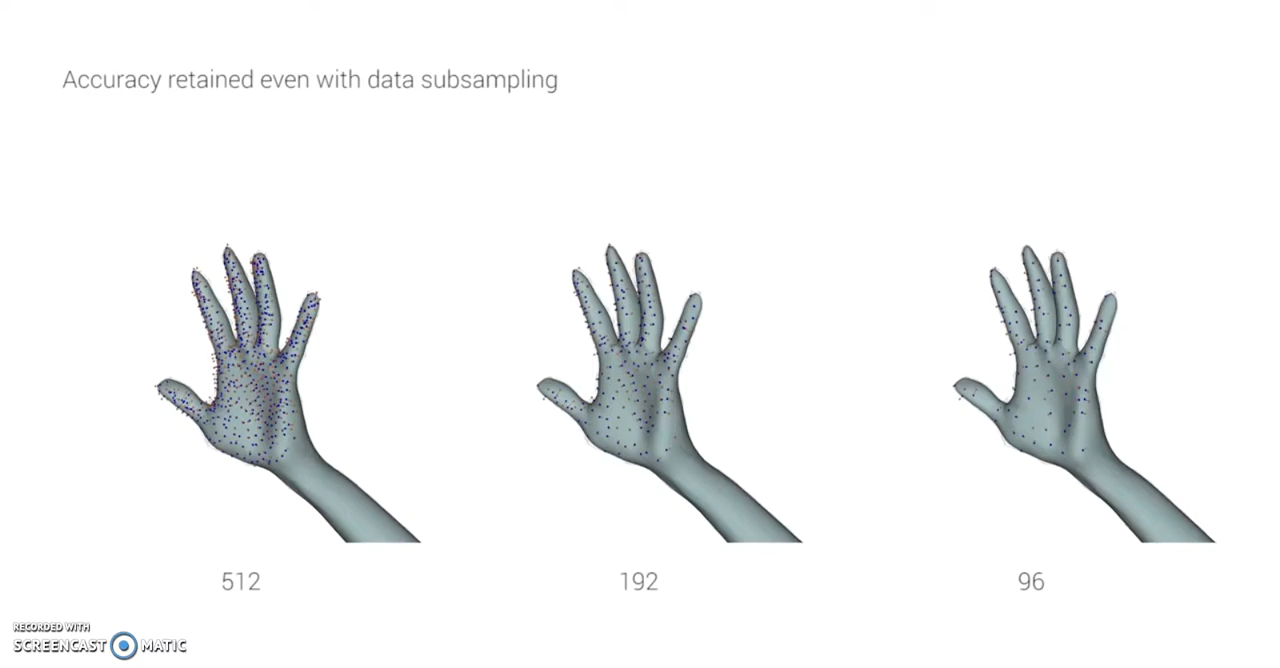 Accuracy retained even with data subsampling
512
192
96
RECORDED WITH
SCREENCAST MATIC